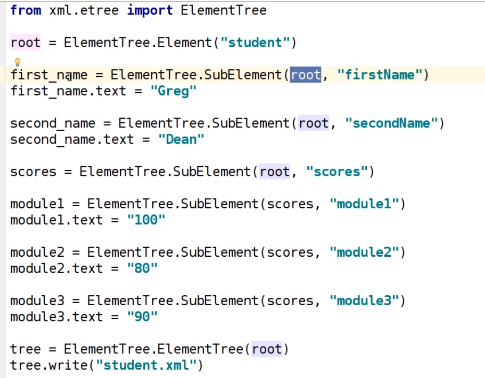 from xml.etree import ElementTree
root = ElementTree.Element("student")
first_name = ElementTree.SubElement(root, "firstName")
first_name.text = "Greg"
second_name = ElementTree.SubElement(root, "secondName")
second_name.text = "Dean"
scores = ElementTree.SubElement(root, "scores")
module1 = ElementTree.SubElement(scores, "module1")
module1.text = "100"
module2 = ElementTree.SubElement(scores, "module2")
module2.text = "80"
module3 = ElementTree.SubElement(scores, "module3")
module3.text = "90"
tree = ElementTree.ElementTree(root)
tree.write("student.xml")